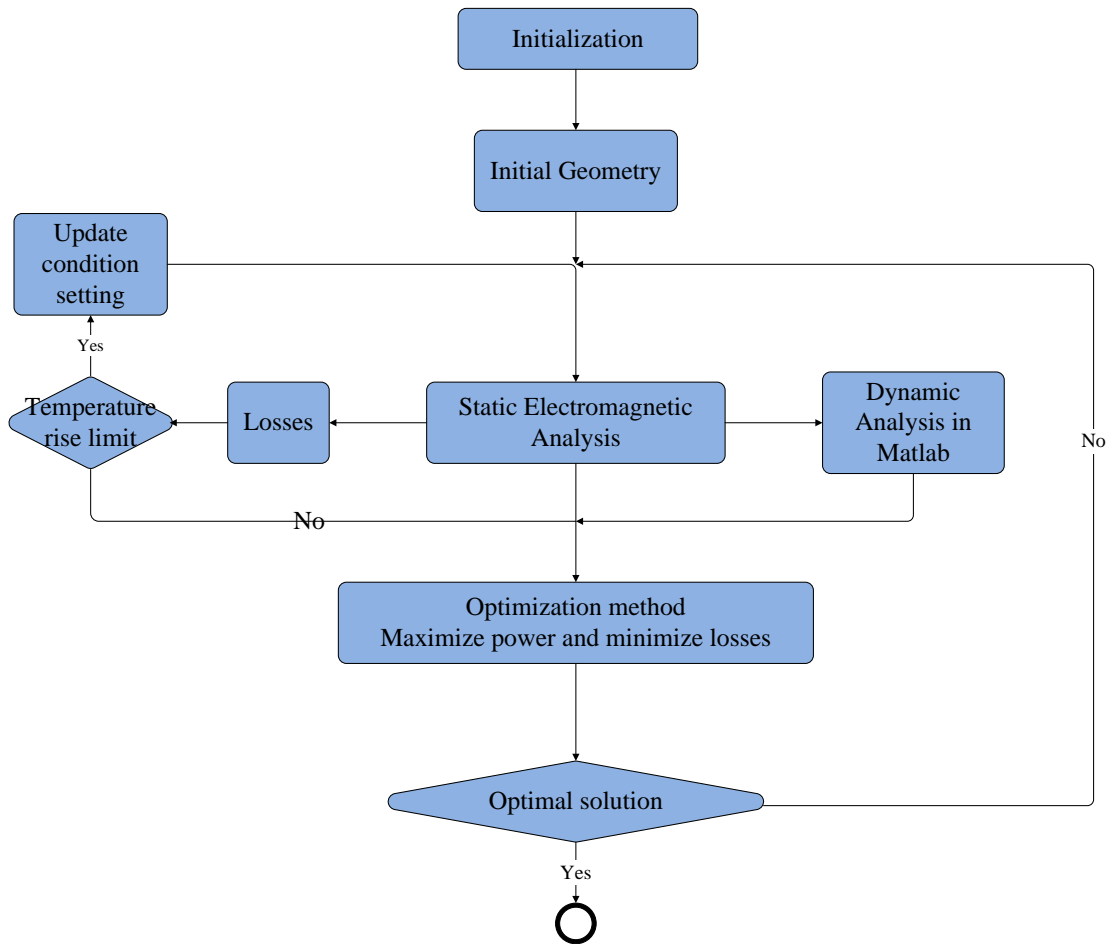 Initialization
Initial Geometry
Update
condition
setting
Yes
Temperature
rise limit
Losses
Static Electromagnetic
Analysis
Dynamic
Analysis in
Matlab
No
No
Optimization method
Maximize power and minimize losses
Optimal solution
Yes